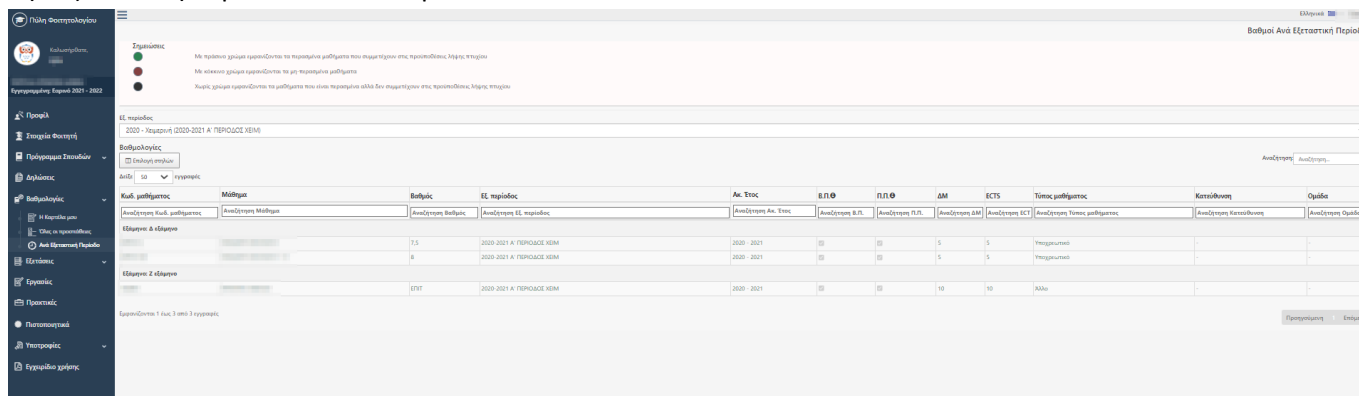 Πύλη Φοιτητολογίου
Καλωσήρθατε,
Εγγεγραμμένη: Εαρινό 2021 - 2022
Προφίλ
Στοιχεία Φοιτητή
Πρόγραμμα Σπουδών
Δηλώσεις
Βαθμολογίες
Η Καρτέλα μου
Όλες οι προσπάθειες
Ανά Εξεταστική Περίοδο
Εξετάσεις
Εργασίες
Πρακτικές
Πιστοποιητικά
Υποτροφίες
Εγχειρίδιο χρήσης
Ελληνικά
Βαθμοί Ανά Εξεταστική Περίοδ
Σημειώσεις
Με πράσινο χρώμα εμφανίζονται τα περασμένα μαθήματα που συμμετέχουν στις προϋποθέσεις λήψης πτυχίου
Με κόκκινο χρώμα εμφανίζονται τα μη περασμένα μαθήματα
Χωρίς χρώμα εμφανίζονται τα μαθήματα που είναι περασμένα αλλά δεν συμμετέχουν στις προϋποθέσεις λήψης πτυχίου
Εξ. περίοδος
2020 - Χειμερινή (2020-2021 Α' ΠΕΡΙΟΔΟΣ ΧΕΙΜ)
Βαθμολογίες
Επιλογή στηλών
Αναζήτηση: Αναζήτηση...
Δείξε 50 εγγραφές
Κωδ. μαθήματος Μάθημα Βαθμός Εξ. περίοδος Ακ. Έτος Β.Π. Π.Π. ΔΜ ECTS Τύπος μαθήματος Κατεύθυνση Ομάδα
Αναζήτηση Κωδ. μαθήματος Αναζήτηση Μάθημα Αναζήτηση Βαθμός Αναζήτηση Εξ. περίοδος Αναζήτηση Ακ. Έτος Αναζήτηση Β.Π. Αναζήτηση Π.Π. Αναζήτηση ΔΜ Αναζήτηση ECT Αναζήτηση Τύπος μαθήματος Αναζήτηση Κατεύθυνση Αναζήτηση Ομάδα
Εξάμηνο: Δ εξάμηνο
7,5 2020-2021 Α' ΠΕΡΙΟΔΟΣ ΧΕΙΜ 2020 - 2021 5 5 Υποχρεωτικό - -
8 2020-2021 Α' ΠΕΡΙΟΔΟΣ ΧΕΙΜ 2020 - 2021 5 5 Υποχρεωτικό - -
Εξάμηνο: Ζ εξάμηνο
ΕΠΙΤ 2020-2021 Α' ΠΕΡΙΟΔΟΣ ΧΕΙΜ 2020 - 2021 10 10 Άλλο - -
Εμφανίζονται 1 έως 3 από 3 εγγραφές
Προηγούμενη 1 Επόμε